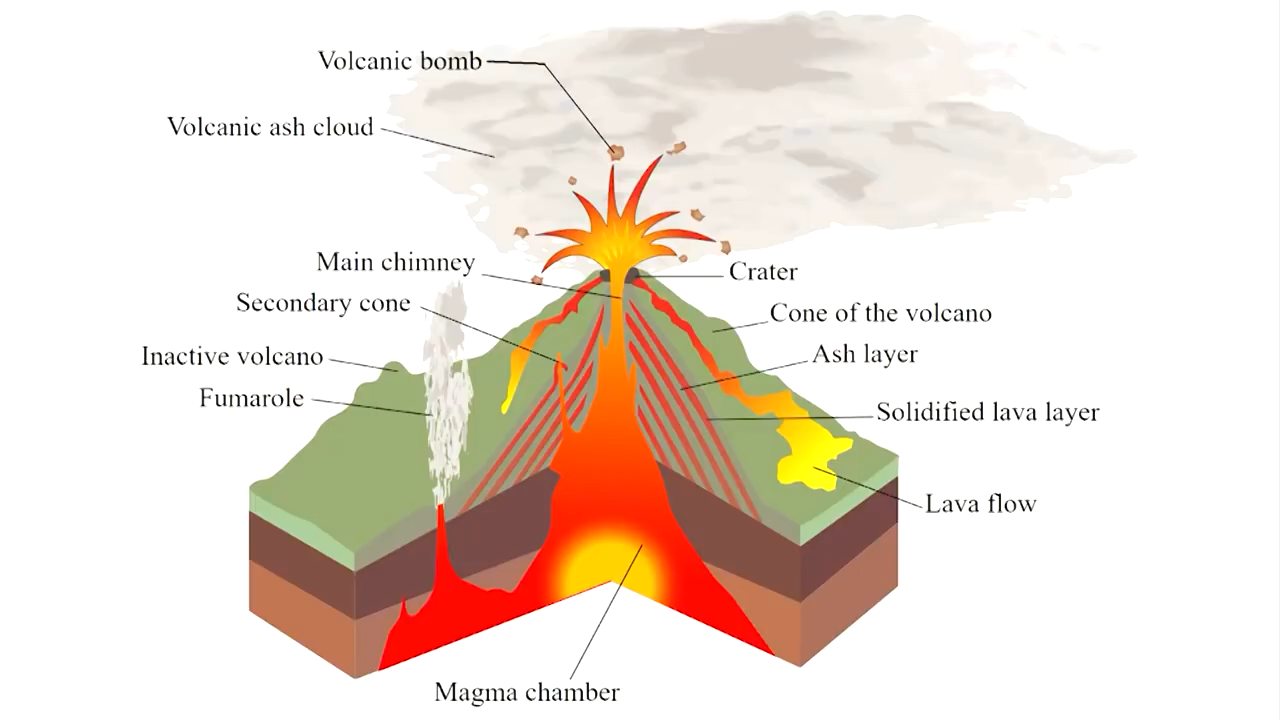 Volcanic bomb
Volcanic ash cloud
Main chimney
Crater
Secondary cone
Cone of the volcano
Inactive volcano
Ash layer
Fumarole
Solidified lava layer
Lava flow
Magma chamber